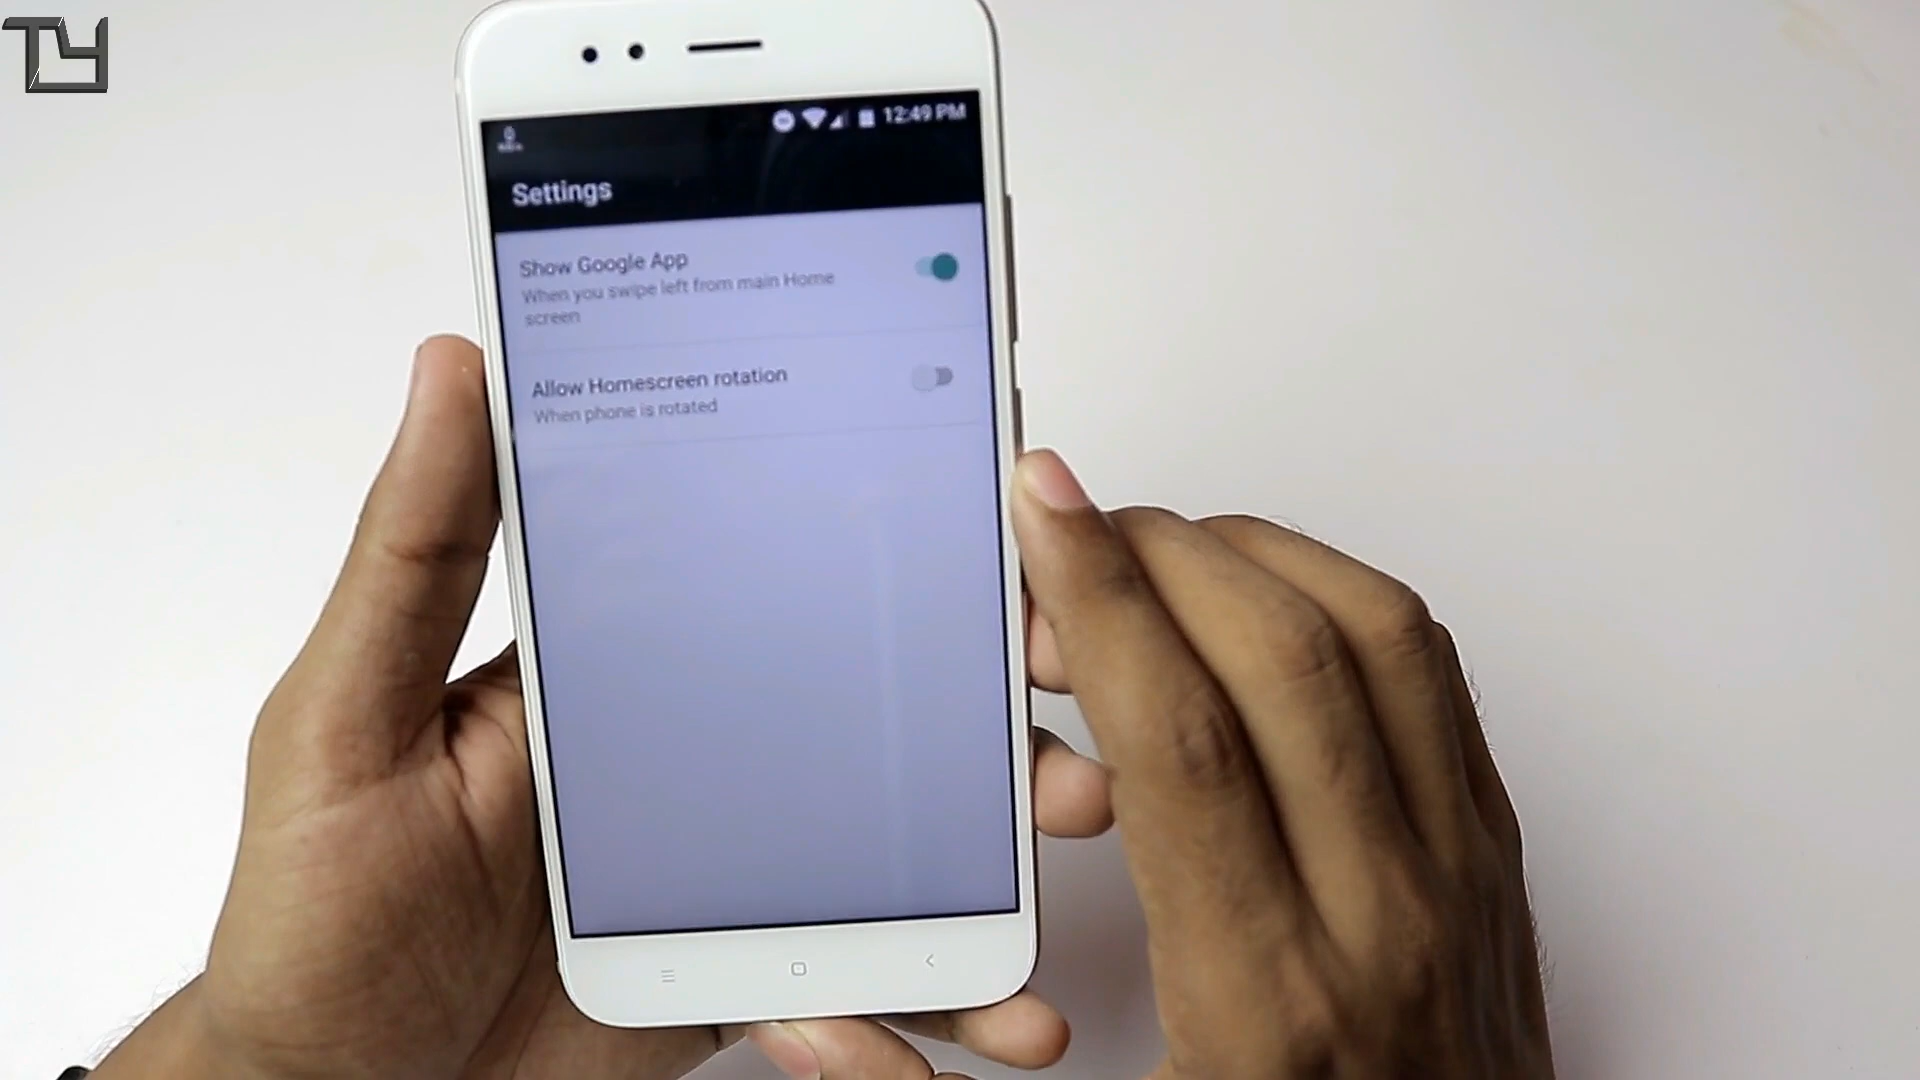 TY
12:49 PM
Settings
Show Google App
When you swipe left from main Home
screen
Allow Homescreen rotation
When phone is rotated